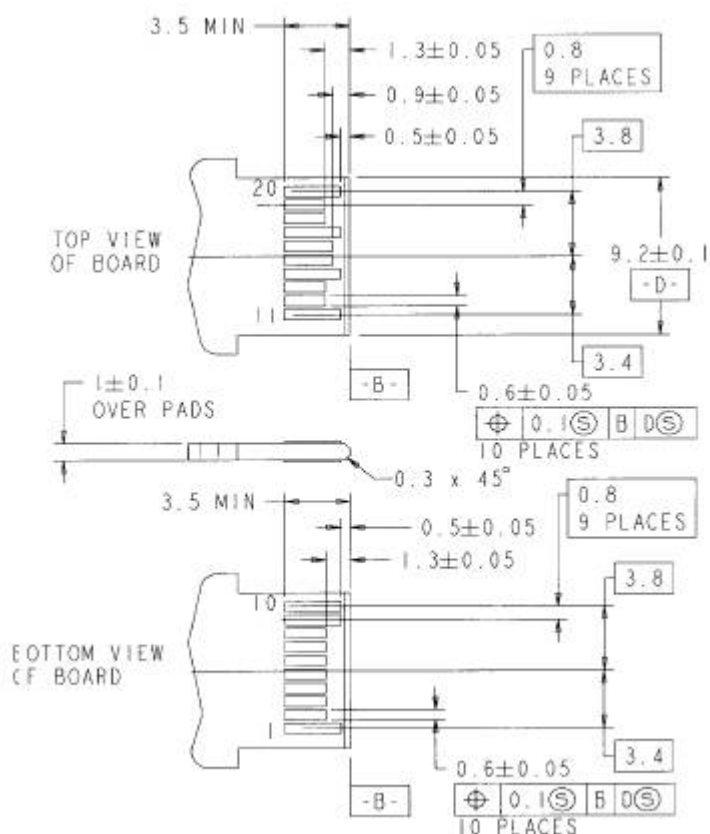 3.5 MIN
1.3±0.05
0.8
9 PLACES
0.9±0.05
0.5±0.05
3.8
20
TOP VIEW
OF BOARD
9.2±0.1
-D-
11
3.4
-B-
1±0.1
OVER PADS
0.6±0.05
⌖ 0.1Ⓢ B DⓈ
10 PLACES
0.3 x 45°
3.5 MIN
0.8
9 PLACES
0.5±0.05
1.3±0.05
3.8
10
BOTTOM VIEW
OF BOARD
1
3.4
0.6±0.05
-B-
⌖ 0.1Ⓢ B DⓈ
10 PLACES